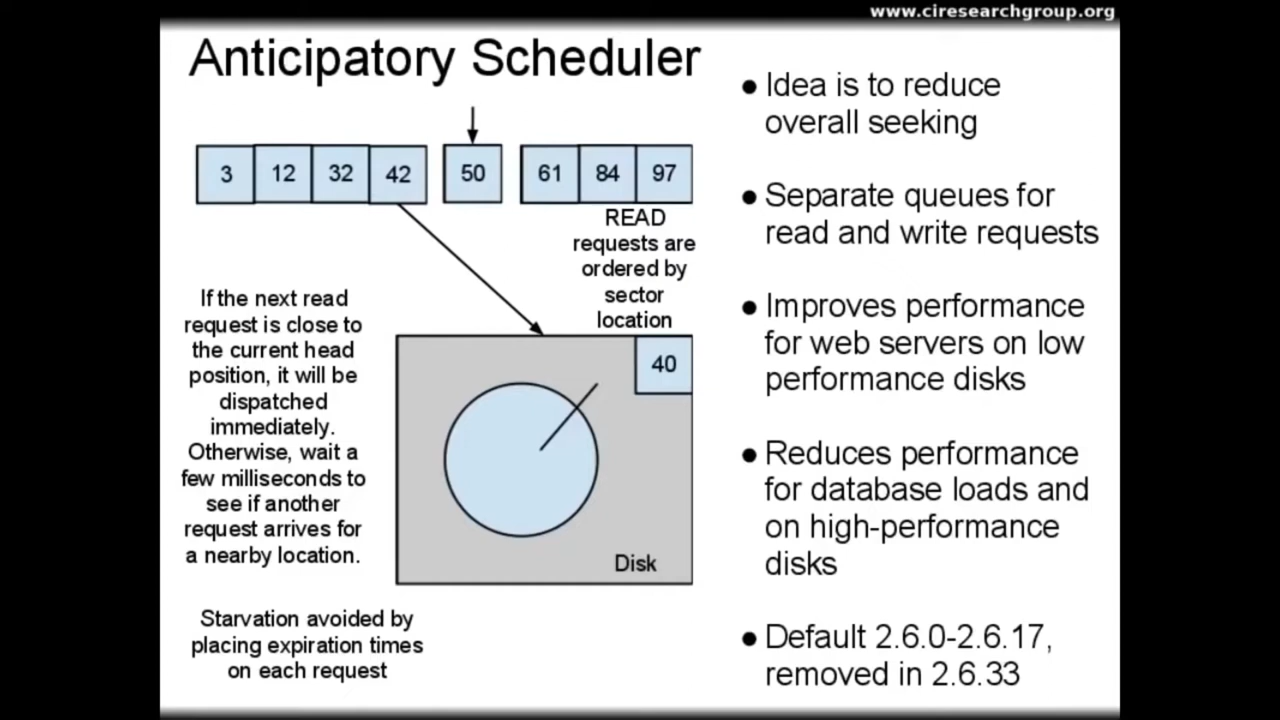 www.ciresearchgroup.org
Anticipatory Scheduler
3 12 32 42 50 61 84 97
READ
requests are
ordered by
sector
location
If the next read
request is close to
the current head
position, it will be
dispatched
immediately.
Otherwise, wait a
few milliseconds to
see if another
request arrives for
a nearby location.
40
Disk
Starvation avoided by
placing expiration times
on each request
● Idea is to reduce
overall seeking
● Separate queues for
read and write requests
● Improves performance
for web servers on low
performance disks
● Reduces performance
for database loads and
on high-performance
disks
● Default 2.6.0-2.6.17,
removed in 2.6.33